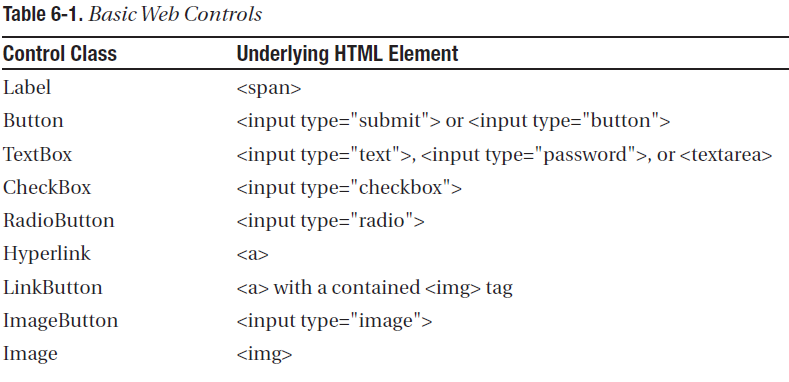 Table 6-1. Basic Web Controls
Control Class Underlying HTML Element
Label <span>
Button <input type="submit"> or <input type="button">
TextBox <input type="text">, <input type="password">, or <textarea>
CheckBox <input type="checkbox">
RadioButton <input type="radio">
Hyperlink <a>
LinkButton <a> with a contained <img> tag
ImageButton <input type="image">
Image <img>